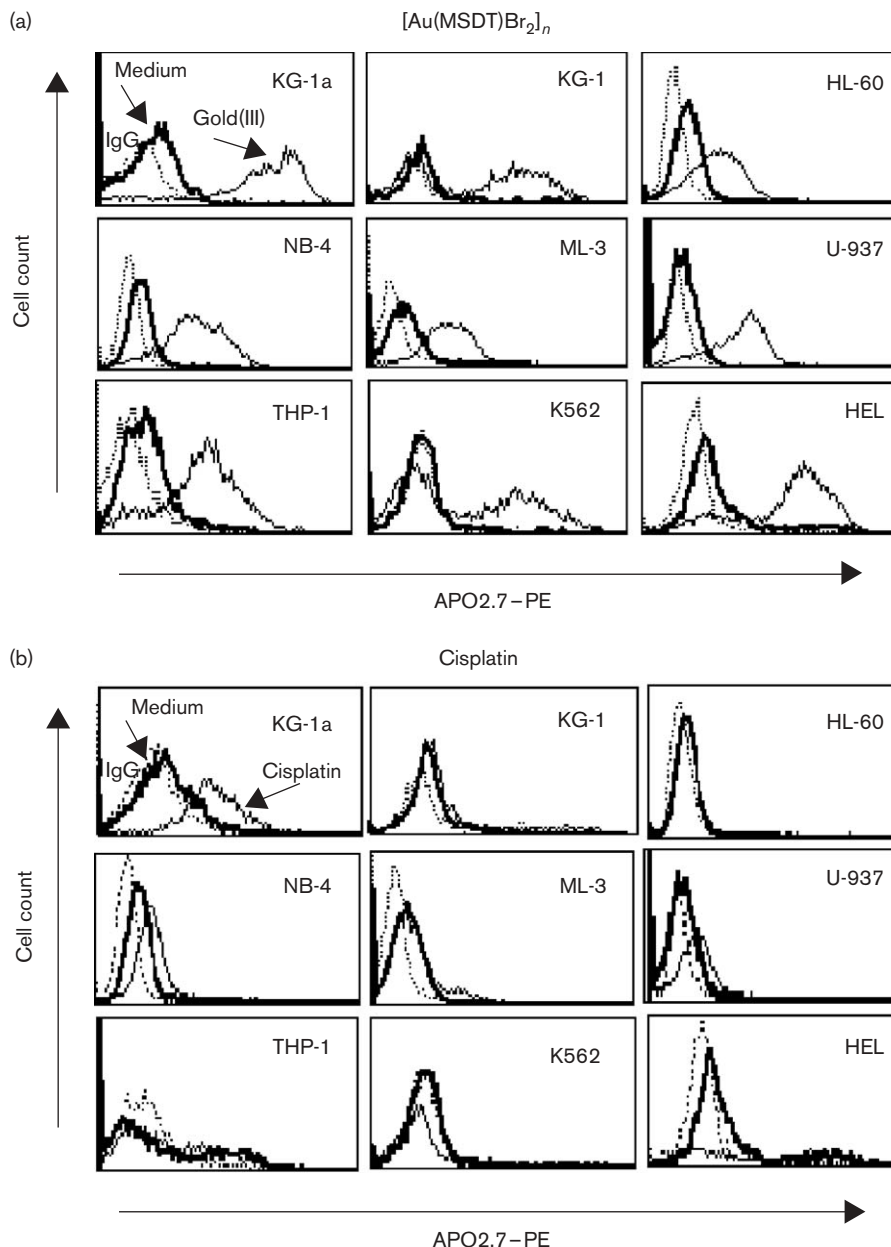 (a)
[Au(MSDT)Br₂]ₙ
Medium
KG-1a
IgG
Gold(III)
KG-1
HL-60
NB-4
ML-3
U-937
THP-1
K562
HEL
Cell count
APO2.7–PE
(b)
Cisplatin
Medium
KG-1a
IgG
Cisplatin
KG-1
HL-60
NB-4
ML-3
U-937
THP-1
K562
HEL
Cell count
APO2.7–PE